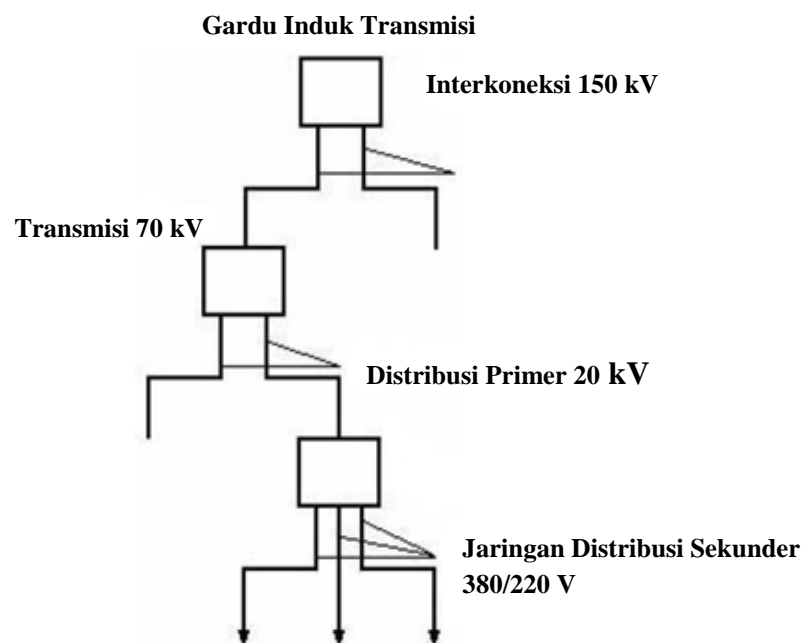 Gardu Induk Transmisi
Interkoneksi 150 kV
Transmisi 70 kV
Distribusi Primer 20 kV
Jaringan Distribusi Sekunder
380/220 V